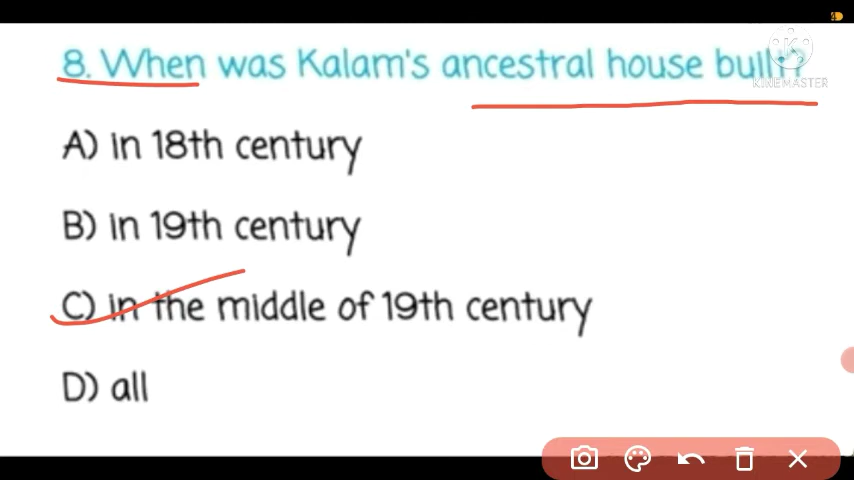 8. When was Kalam's ancestral house built?
KINEMASTER
A) in 18th century
B) in 19th century
C) in the middle of 19th century
D) all